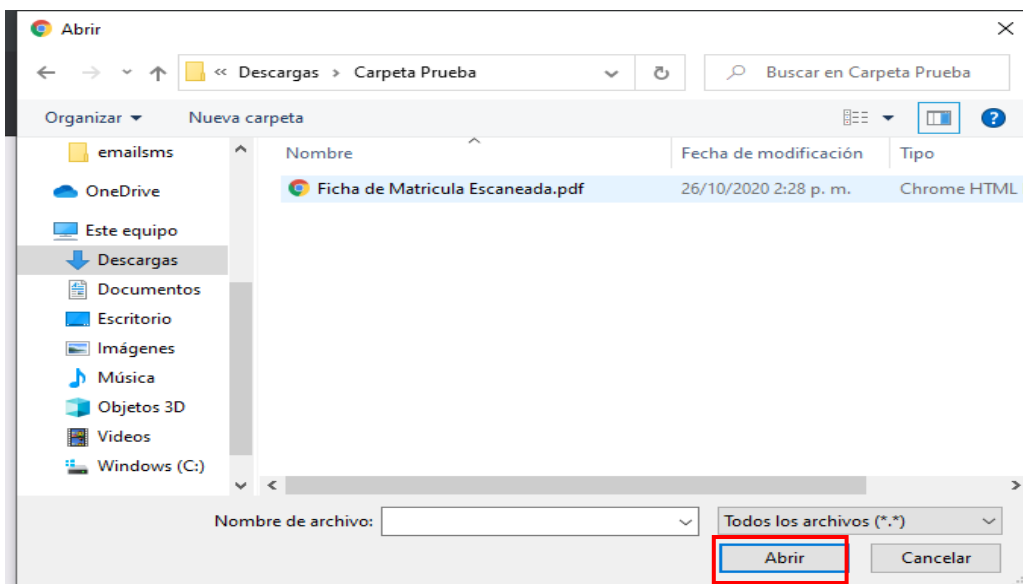 Abrir
« Descargas › Carpeta Prueba
Buscar en Carpeta Prueba
Organizar
Nueva carpeta
emailsms
OneDrive
Este equipo
Descargas
Documentos
Escritorio
Imágenes
Música
Objetos 3D
Videos
Windows (C:)
Nombre Fecha de modificación Tipo
Ficha de Matricula Escaneada.pdf 26/10/2020 2:28 p. m. Chrome HTML
Nombre de archivo:
Todos los archivos (*.*)
Abrir
Cancelar